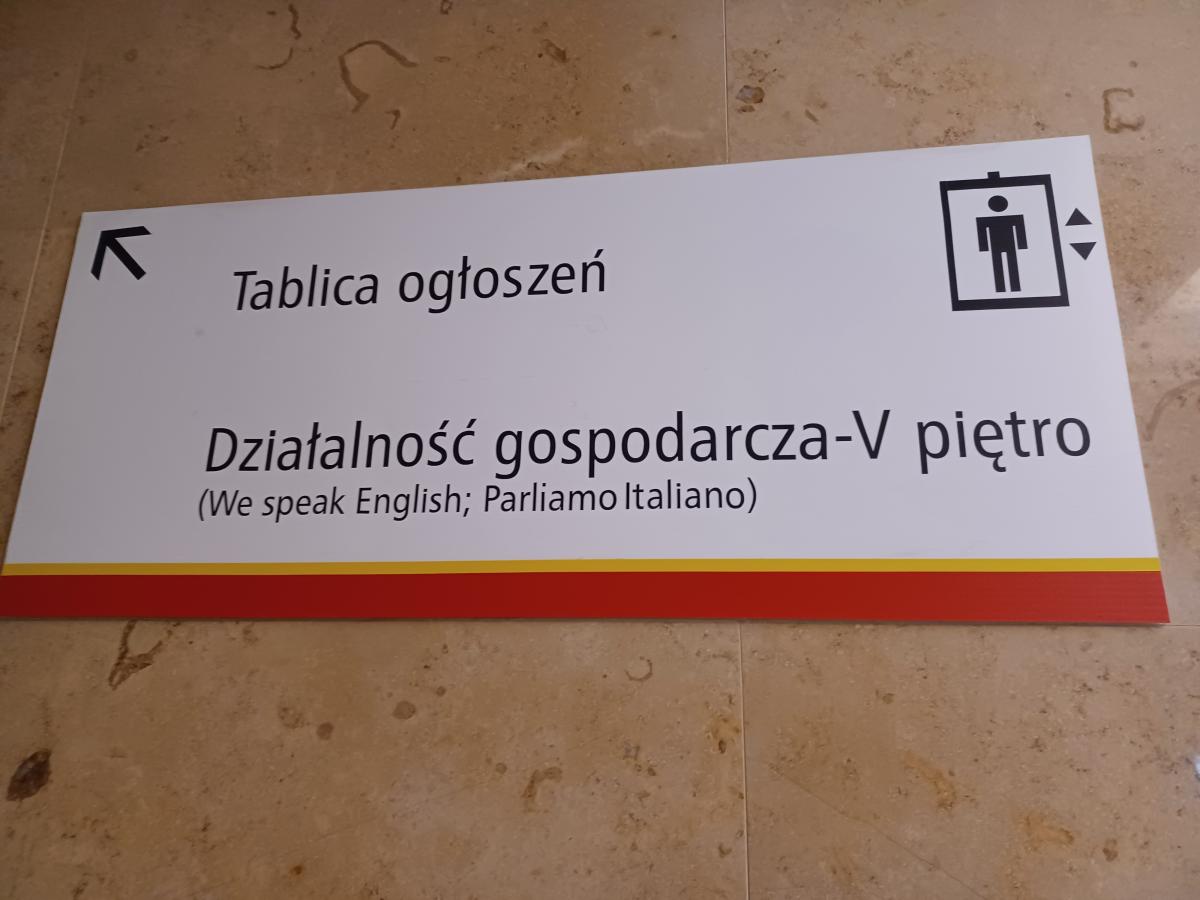 Tablica ogłoszeń
Działalność gospodarcza-V piętro
(We speak English; Parliamo Italiano)